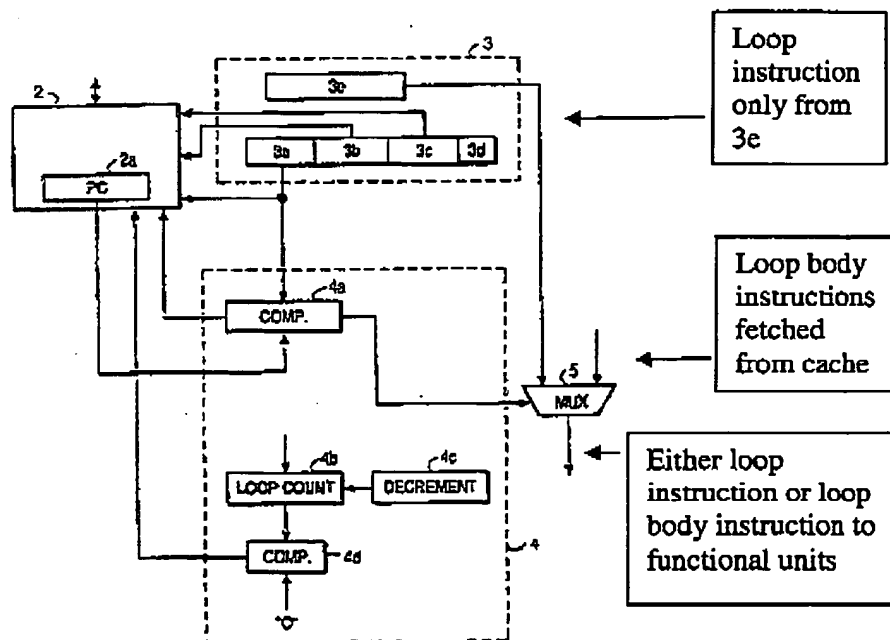 3
Loop
instruction
only from
3e
3e
2
3a 3b 3c 3d
2a
PC
4a
COMP.
Loop body
instructions
fetched
from cache
5
MUX
4b
4c
LOOP COUNT
DECREMENT
Either loop
instruction or loop
body instruction to
functional units
COMP.
4d
4
"0"